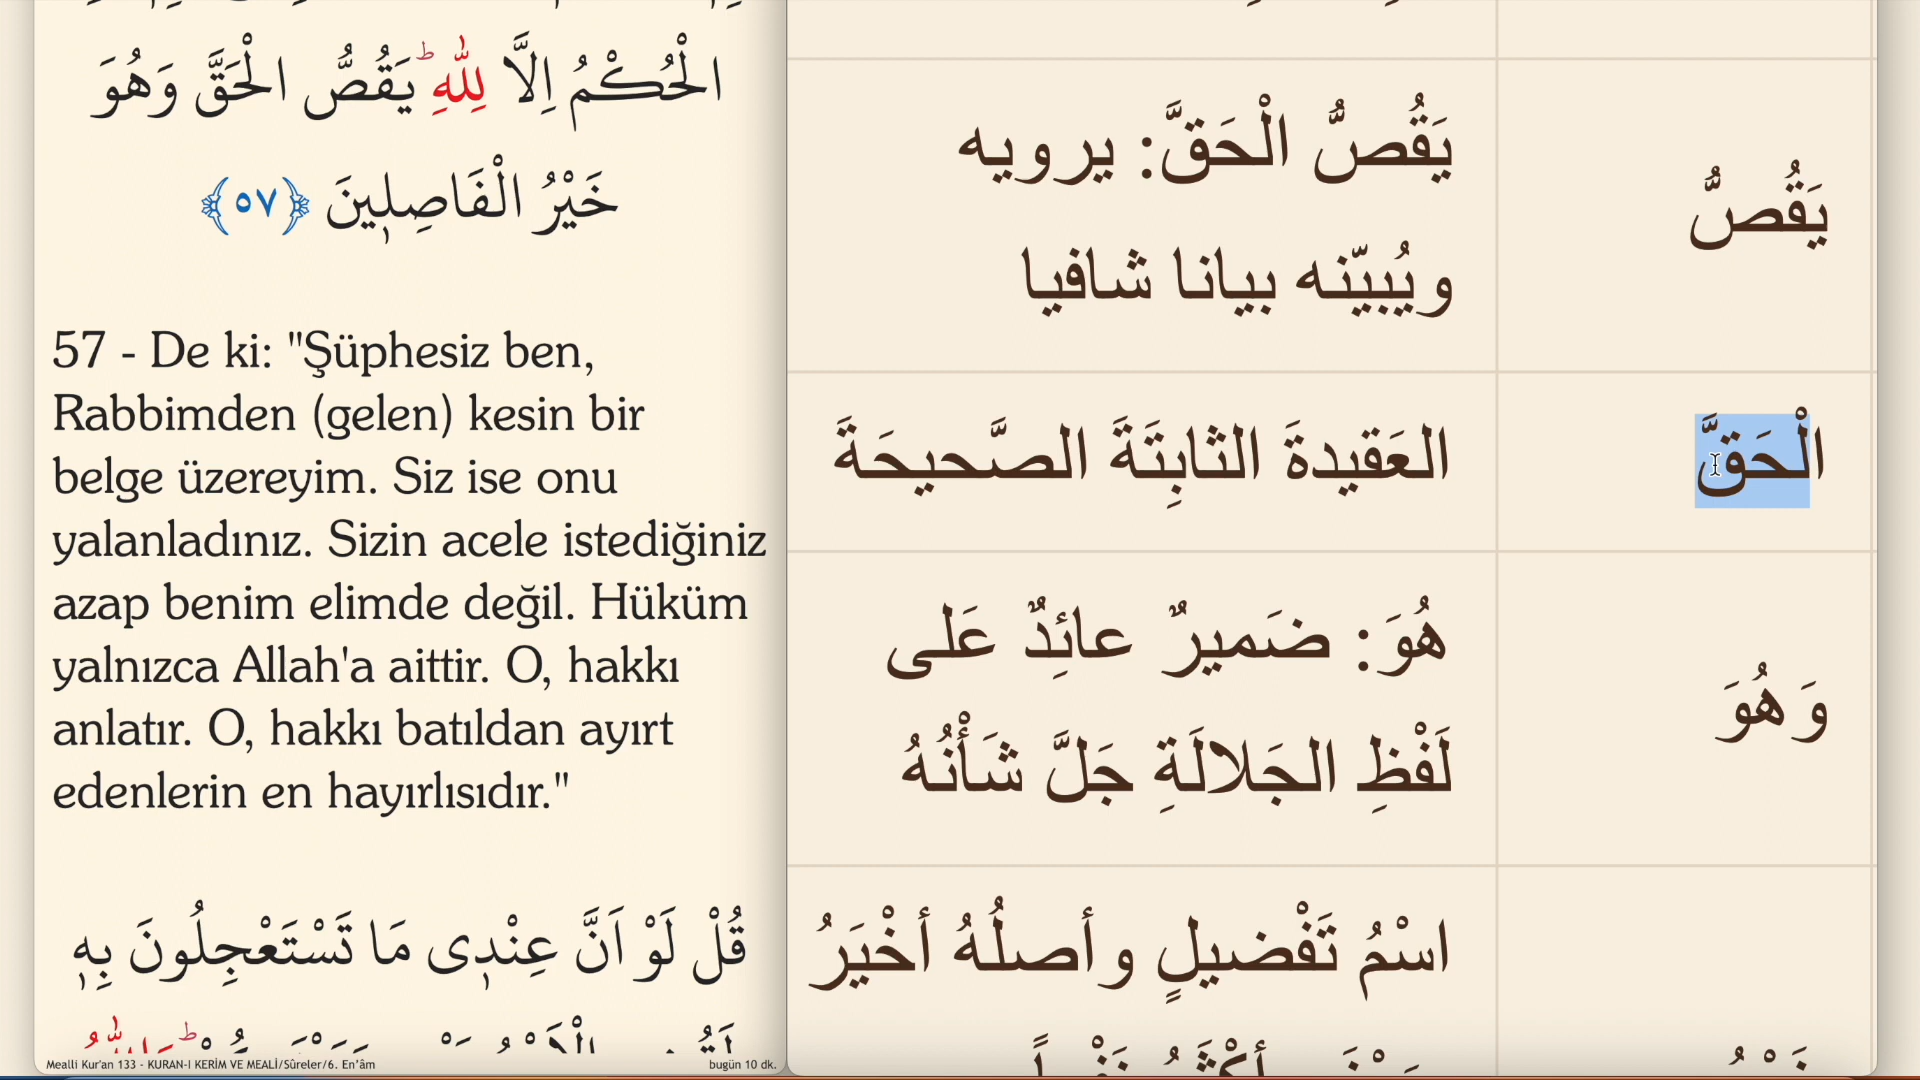 الْحُكْمُ اِلَّا لِلّٰهِ ؕ يَقُصُّ الْحَقَّ وَهُوَ
خَيْرُ الْفَاصِلٖينَ ﴿٥٧﴾
57 - De ki: "Şüphesiz ben,
Rabbimden (gelen) kesin bir
belge üzereyim. Siz ise onu
yalanladınız. Sizin acele istediğiniz
azap benim elimde değil. Hüküm
yalnızca Allah'a aittir. O, hakkı
anlatır. O, hakkı batıldan ayırt
edenlerin en hayırlısıdır."
قُلْ لَوْ اَنَّ عِنْدٖى مَا تَسْتَعْجِلُونَ بِهٖ
Mealli Kur'an 133 - KURAN-I KERİM VE MEALİ/Sûreler/6. En'âm
bugün 10 dk.
يَقُصُّ
يَقُصُّ الْحَقَّ: يرويه
ويُبيّنه بيانا شافيا
الْحَقَّ
العَقيدةَ الثابِتَةَ الصَّحيحَةَ
وَهُوَ
هُوَ: ضَميرٌ عائِدٌ عَلى
لَفْظِ الجَلالَةِ جَلَّ شَأْنُهُ
اسْمُ تَفْضيلٍ وأصلُهُ أخْيَرُ